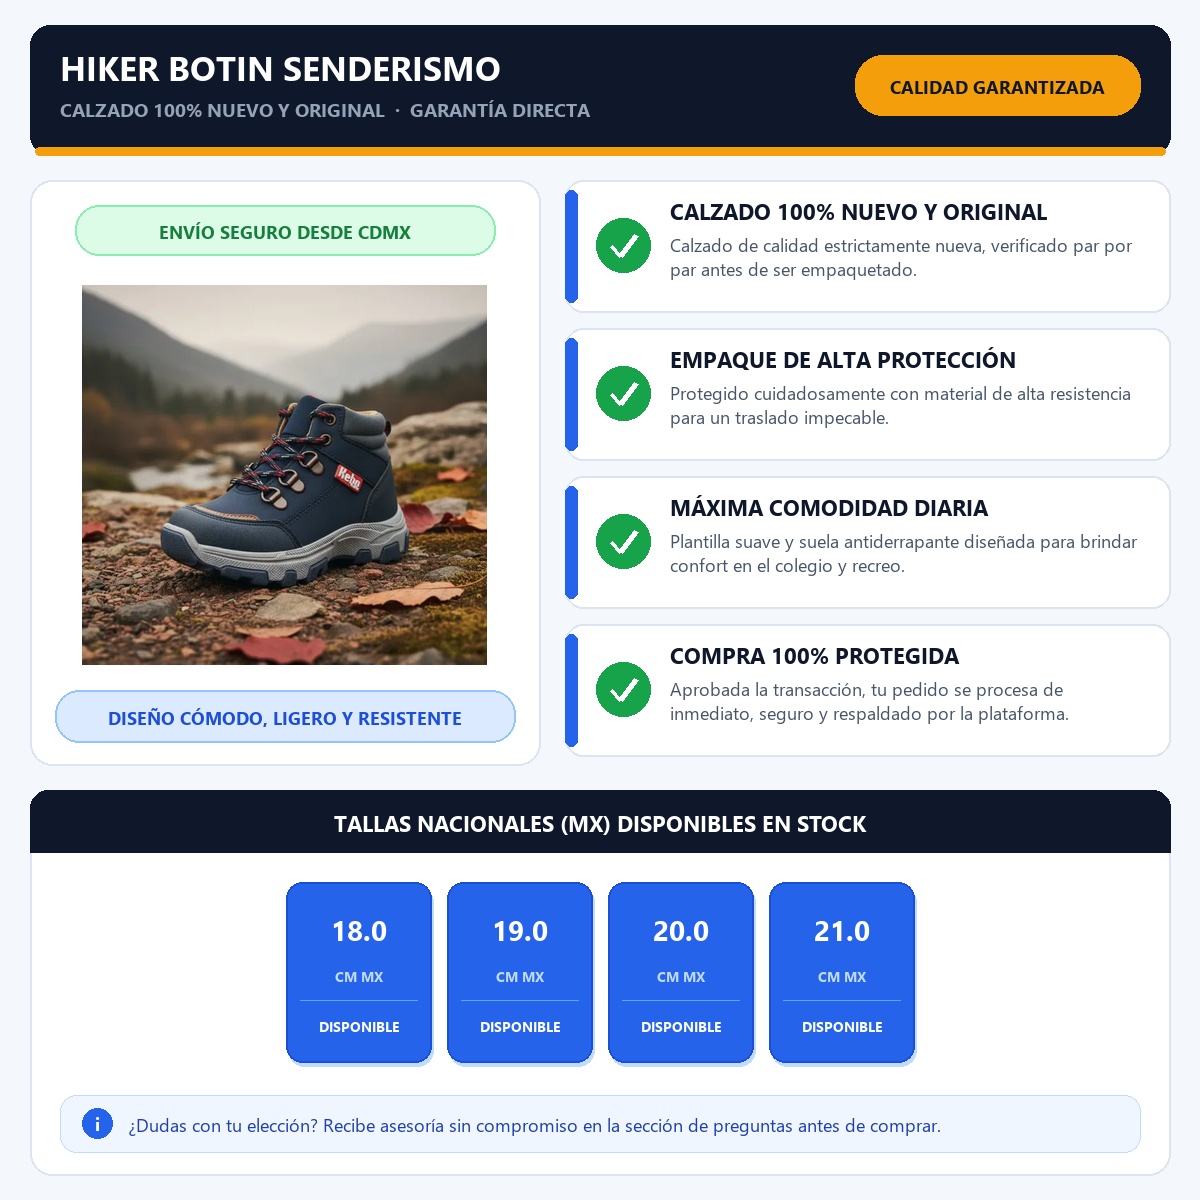 HIKER BOTIN SENDERISMO
CALZADO 100% NUEVO Y ORIGINAL · GARANTÍA DIRECTA
CALIDAD GARANTIZADA
ENVÍO SEGURO DESDE CDMX
Kebo
DISEÑO CÓMODO, LIGERO Y RESISTENTE
CALZADO 100% NUEVO Y ORIGINAL
Calzado de calidad estrictamente nueva, verificado par por
par antes de ser empaquetado.
EMPAQUE DE ALTA PROTECCIÓN
Protegido cuidadosamente con material de alta resistencia
para un traslado impecable.
MÁXIMA COMODIDAD DIARIA
Plantilla suave y suela antiderrapante diseñada para brindar
confort en el colegio y recreo.
COMPRA 100% PROTEGIDA
Aprobada la transacción, tu pedido se procesa de
inmediato, seguro y respaldado por la plataforma.
TALLAS NACIONALES (MX) DISPONIBLES EN STOCK
18.0
CM MX
DISPONIBLE
19.0
CM MX
DISPONIBLE
20.0
CM MX
DISPONIBLE
21.0
CM MX
DISPONIBLE
i
¿Dudas con tu elección? Recibe asesoría sin compromiso en la sección de preguntas antes de comprar.